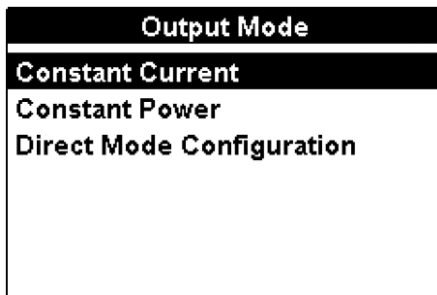 Output Mode
Constant Current
Constant Power
Direct Mode Configuration